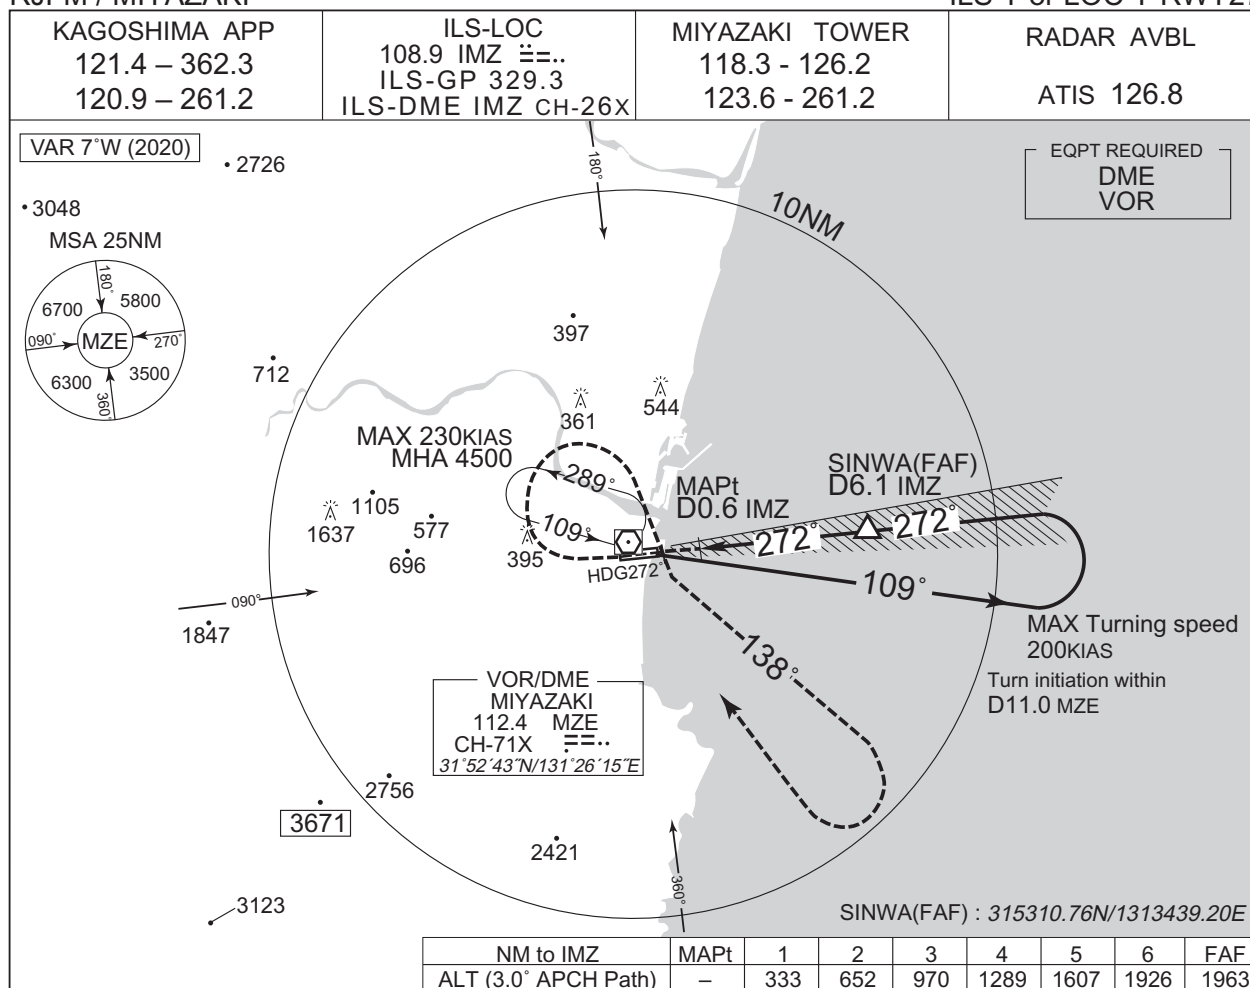 KAGOSHIMA APP
121.4 – 362.3
120.9 – 261.2
ILS-LOC
108.9 IMZ
ILS-GP 329.3
ILS-DME IMZ CH-26X
MIYAZAKI TOWER
118.3 - 126.2
123.6 - 261.2
RADAR AVBL
ATIS 126.8
VAR 7°W (2020)
2726
3048
180°
10NM
EQPT REQUIRED
DME
VOR
MSA 25NM
180°
6700
5800
090°
MZE
270°
6300
3500
360°
397
712
361
544
MAX 230KIAS
MHA 4500
289°
109°
1105
1637
577
696
395
HDG272°
MAPt
D0.6 IMZ
SINWA(FAF)
D6.1 IMZ
272°
272°
109°
138°
090°
1847
MAX Turning speed
200KIAS
Turn initiation within
D11.0 MZE
VOR/DME
MIYAZAKI
112.4 MZE
CH-71X
31°52´43˝N/131°26´15˝E
2756
3671
2421
3123
360°
SINWA(FAF) : 315310.76N/1313439.20E
NM to IMZ MAPt 1 2 3 4 5 6 FAF
ALT (3.0° APCH Path) – 333 652 970 1289 1607 1926 1963